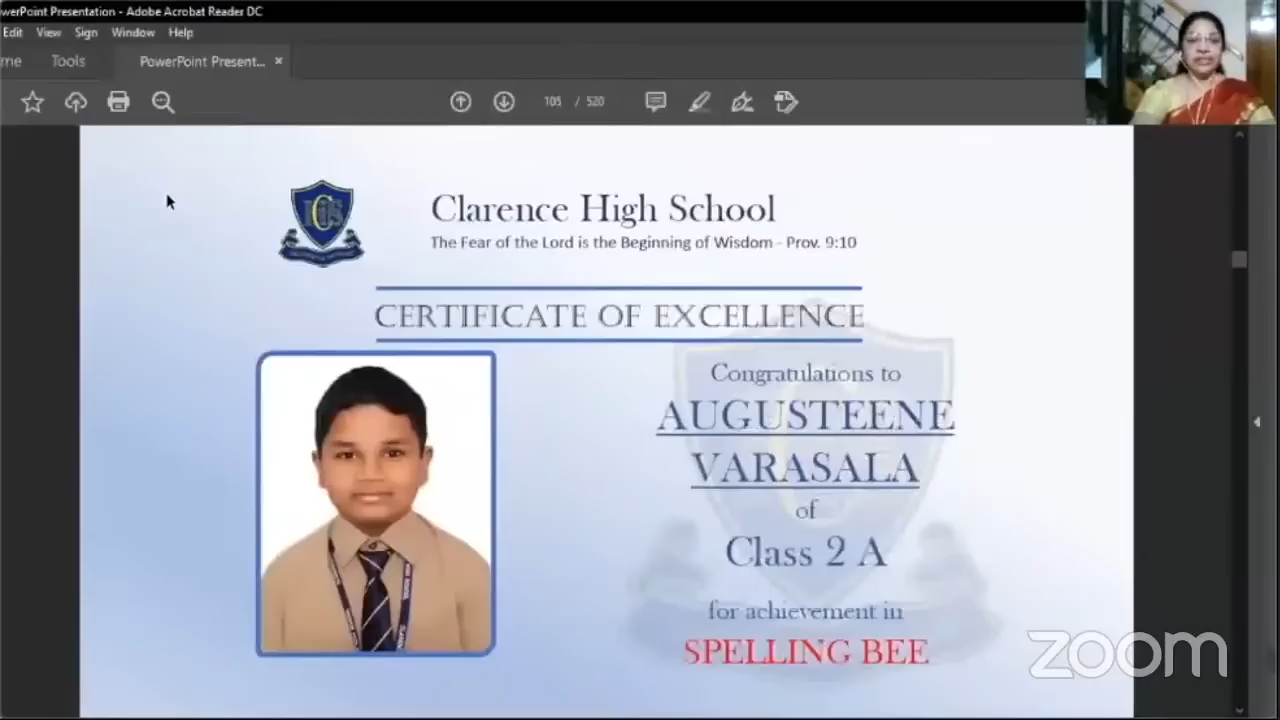 werPoint Presentation - Adobe Acrobat Reader DC
Edit View Sign Window Help
me Tools PowerPoint Present... ×
105 / 520
Clarence High School
The Fear of the Lord is the Beginning of Wisdom - Prov. 9:10
CERTIFICATE OF EXCELLENCE
Congratulations to
AUGUSTEENE
VARASALA
of
Class 2 A
for achievement in
SPELLING BEE
zoom